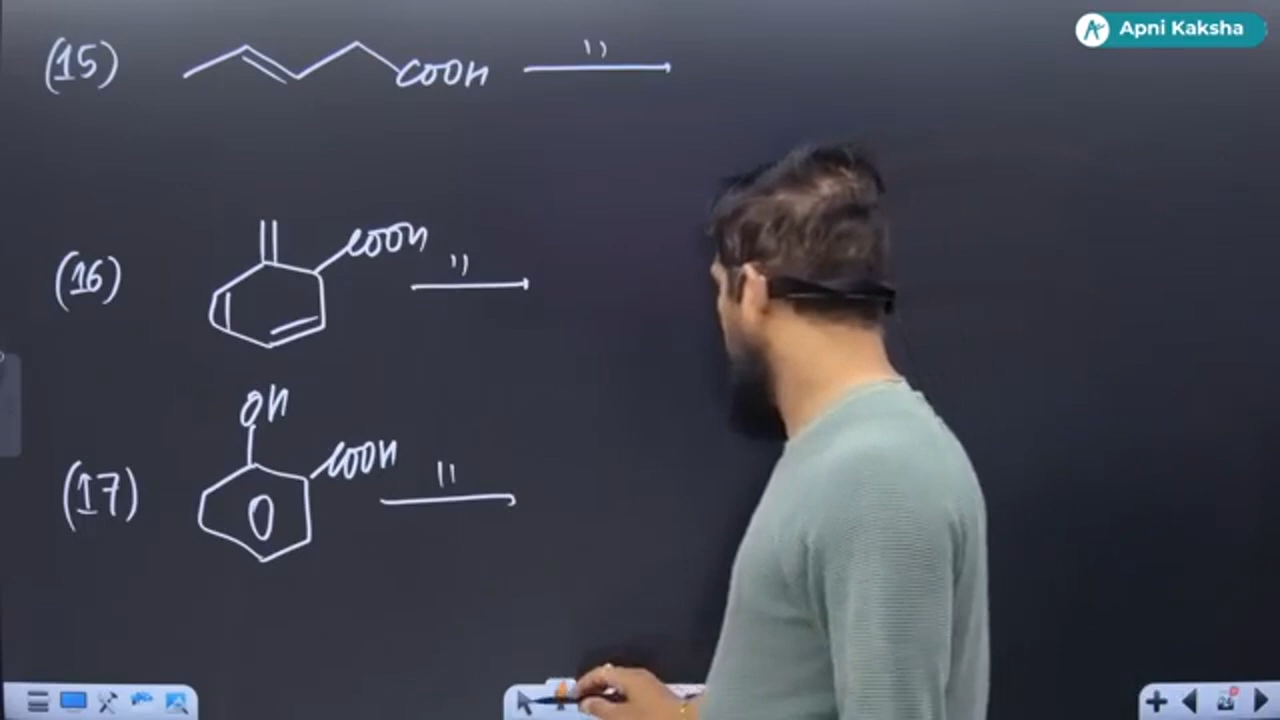 Apni Kaksha
(15) COOH "
(16) COOH "
OH
(17) COOH "